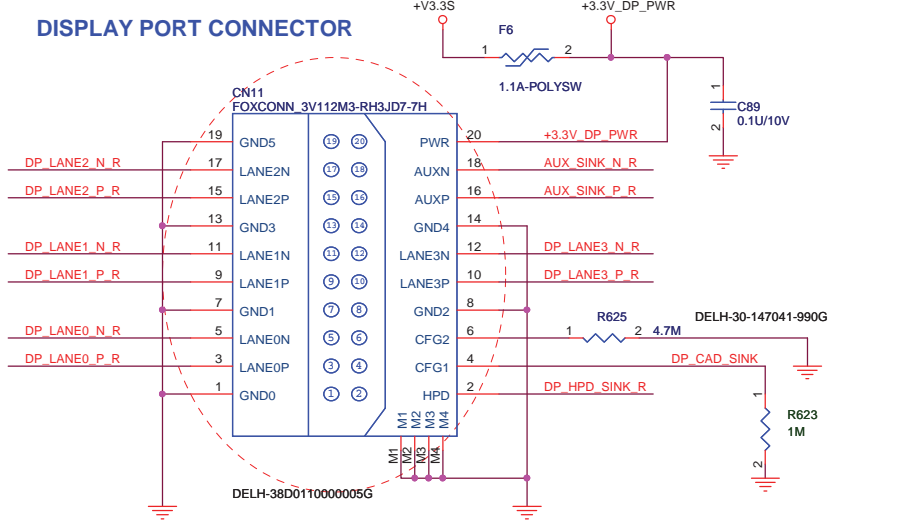 +V3.3S
+3.3V_DP_PWR
DISPLAY PORT CONNECTOR
F6
1
2
1.1A-POLYSW
1
C89
0.1U/10V
2
CN11
FOXCONN_3V112M3-RH3JD7-7H
19 GND5 19 20 PWR 20 +3.3V_DP_PWR
DP_LANE2_N_R 17 LANE2N 17 18 AUXN 18 AUX_SINK_N_R
DP_LANE2_P_R 15 LANE2P 15 16 AUXP 16 AUX_SINK_P_R
13 GND3 13 14 GND4 14
DP_LANE1_N_R 11 LANE1N 11 12 LANE3N 12 DP_LANE3_N_R
DP_LANE1_P_R 9 LANE1P 9 10 LANE3P 10 DP_LANE3_P_R
7 GND1 7 8 GND2 8
R625
DELH-30-147041-990G
DP_LANE0_N_R 5 LANE0N 5 6 CFG2 6 1 2 4.7M
DP_LANE0_P_R 3 LANE0P 3 4 CFG1 4 DP_CAD_SINK
1 GND0 1 2 HPD 2 DP_HPD_SINK_R
1
R623
1M
2
M1 M2 M3 M4
M1 M2 M3 M4
DELH-38D0110000005G